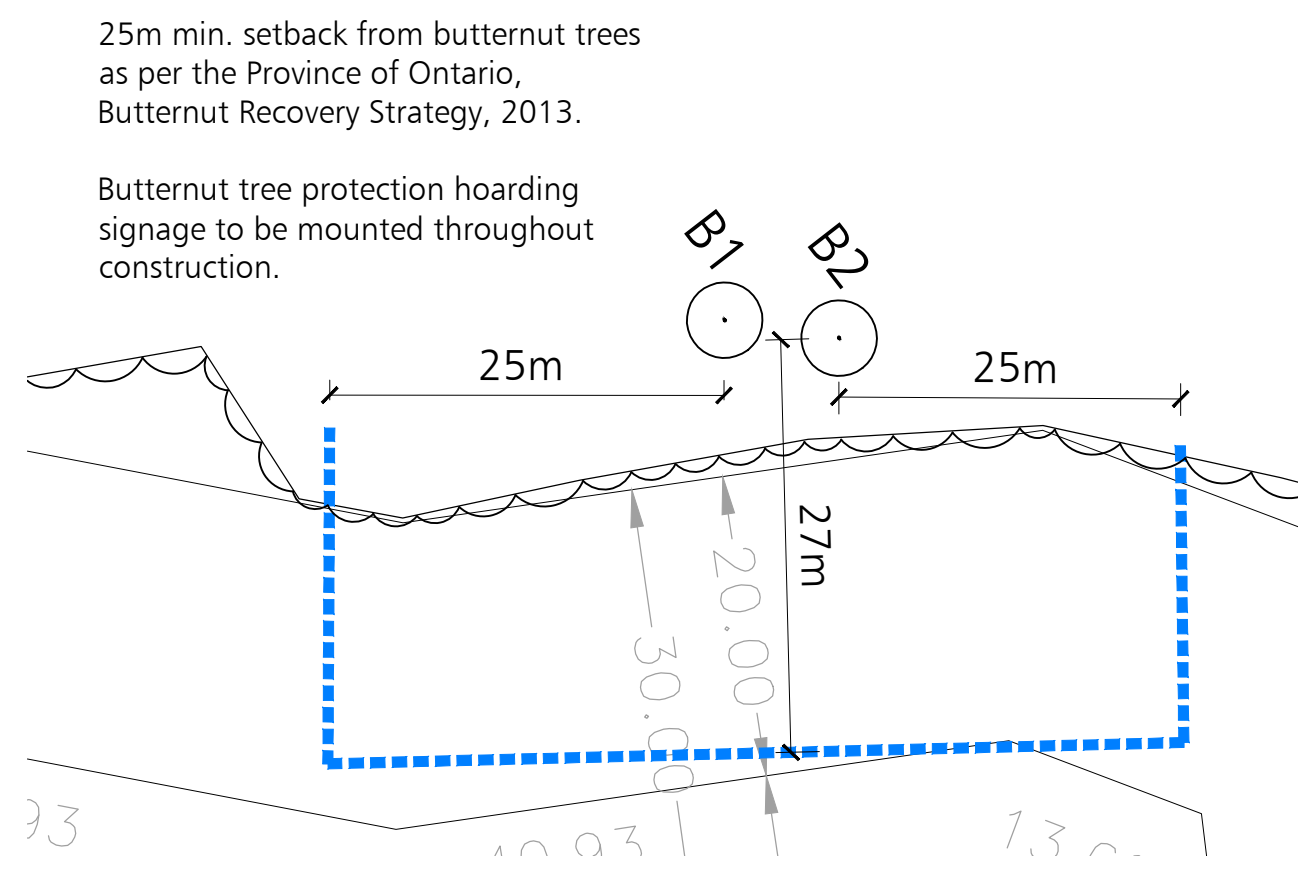 25m min. setback from butternut trees
as per the Province of Ontario,
Butternut Recovery Strategy, 2013.
Butternut tree protection hoarding
signage to be mounted throughout
construction.
B1
B2
25m
25m
27m
20.00
30.00
93